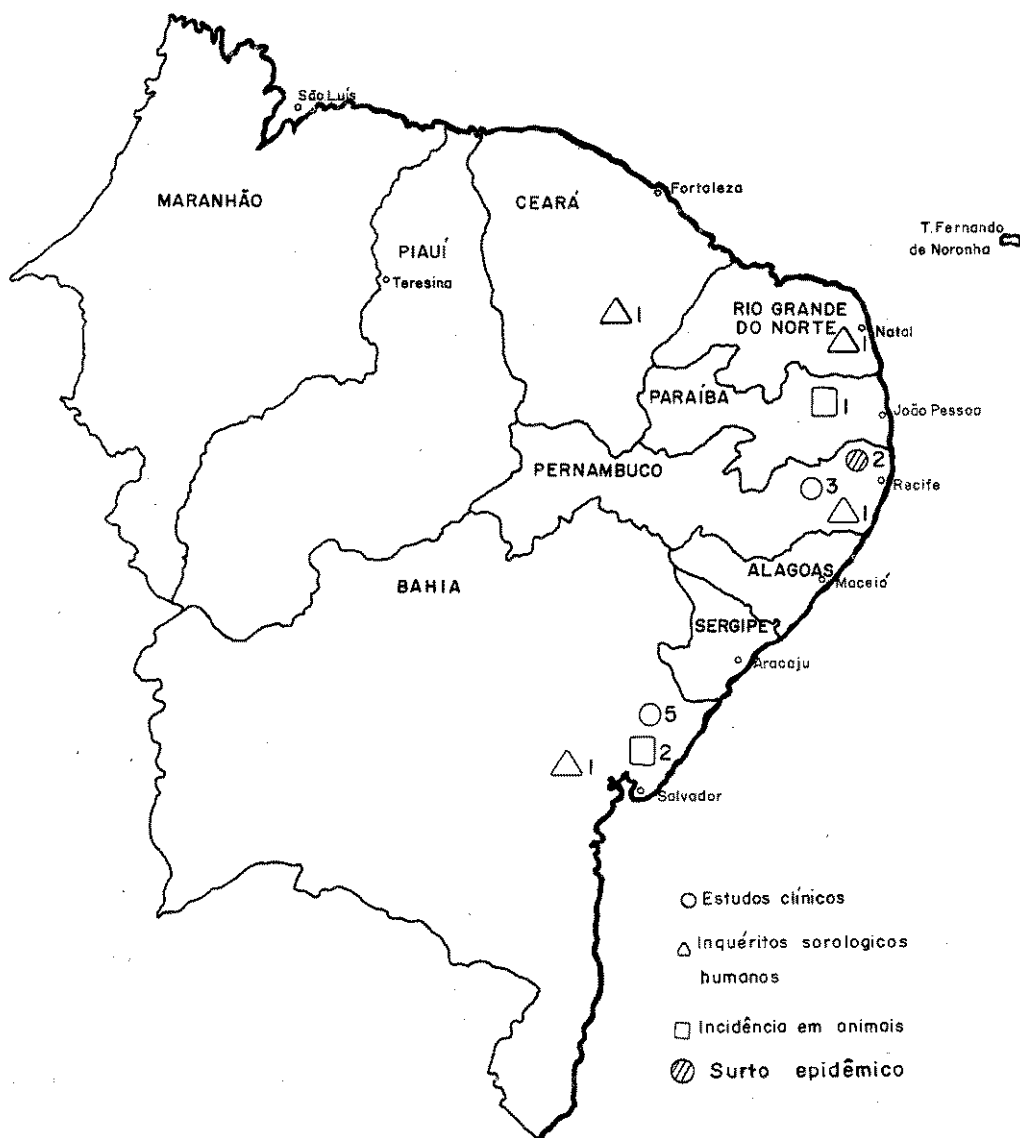 São Luís
MARANHÃO
CEARÁ
Fortaleza
T. Fernando
de Noronha
PIAUÍ
Teresina
RIO GRANDE
DO NORTE
Natal
1
1
PARAÍBA
1
João Pessoa
PERNAMBUCO
2
3
Recife
1
ALAGOAS
Maceió
BAHIA
SERGIPE
Aracaju
5
2
1
Salvador
Estudos clínicos
Inquéritos sorologicos
humanos
Incidência em animais
Surto epidêmico